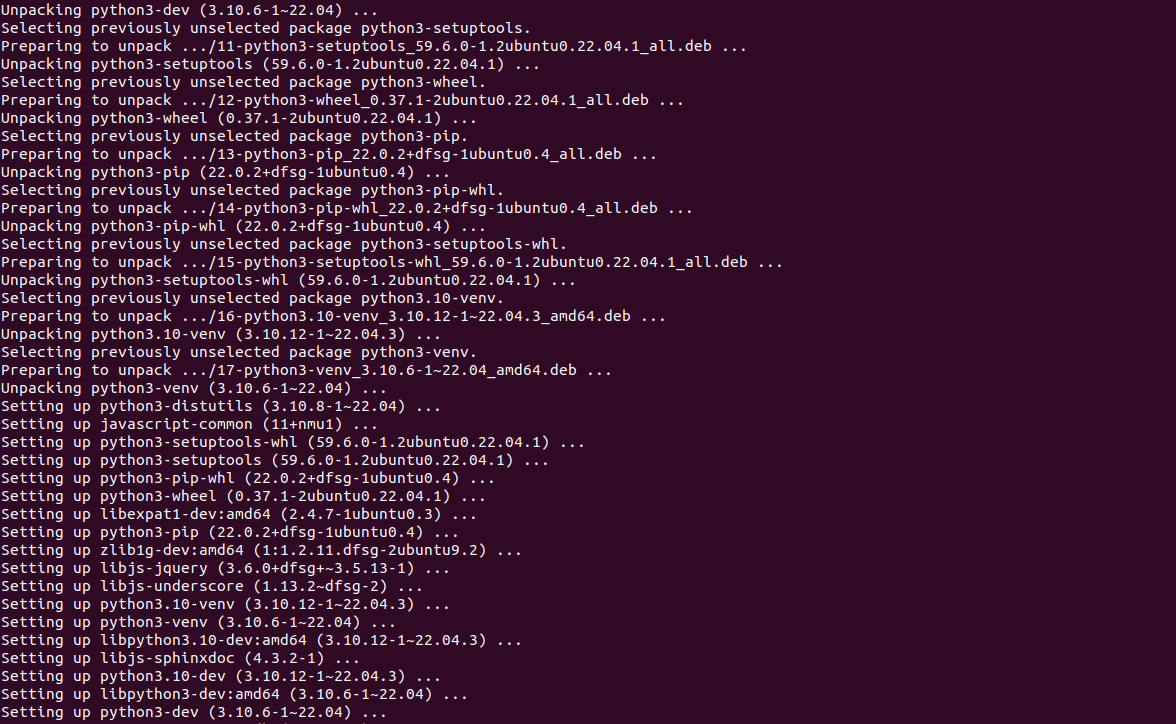 Unpacking python3-dev (3.10.6-1~22.04) ...
Selecting previously unselected package python3-setuptools.
Preparing to unpack .../11-python3-setuptools_59.6.0-1.2ubuntu0.22.04.1_all.deb ...
Unpacking python3-setuptools (59.6.0-1.2ubuntu0.22.04.1) ...
Selecting previously unselected package python3-wheel.
Preparing to unpack .../12-python3-wheel_0.37.1-2ubuntu0.22.04.1_all.deb ...
Unpacking python3-wheel (0.37.1-2ubuntu0.22.04.1) ...
Selecting previously unselected package python3-pip.
Preparing to unpack .../13-python3-pip_22.0.2+dfsg-1ubuntu0.4_all.deb ...
Unpacking python3-pip (22.0.2+dfsg-1ubuntu0.4) ...
Selecting previously unselected package python3-pip-whl.
Preparing to unpack .../14-python3-pip-whl_22.0.2+dfsg-1ubuntu0.4_all.deb ...
Unpacking python3-pip-whl (22.0.2+dfsg-1ubuntu0.4) ...
Selecting previously unselected package python3-setuptools-whl.
Preparing to unpack .../15-python3-setuptools-whl_59.6.0-1.2ubuntu0.22.04.1_all.deb ...
Unpacking python3-setuptools-whl (59.6.0-1.2ubuntu0.22.04.1) ...
Selecting previously unselected package python3.10-venv.
Preparing to unpack .../16-python3.10-venv_3.10.12-1~22.04.3_amd64.deb ...
Unpacking python3.10-venv (3.10.12-1~22.04.3) ...
Selecting previously unselected package python3-venv.
Preparing to unpack .../17-python3-venv_3.10.6-1~22.04_amd64.deb ...
Unpacking python3-venv (3.10.6-1~22.04) ...
Setting up python3-distutils (3.10.8-1~22.04) ...
Setting up javascript-common (11+nmu1) ...
Setting up python3-setuptools-whl (59.6.0-1.2ubuntu0.22.04.1) ...
Setting up python3-setuptools (59.6.0-1.2ubuntu0.22.04.1) ...
Setting up python3-pip-whl (22.0.2+dfsg-1ubuntu0.4) ...
Setting up python3-wheel (0.37.1-2ubuntu0.22.04.1) ...
Setting up libexpat1-dev:amd64 (2.4.7-1ubuntu0.3) ...
Setting up python3-pip (22.0.2+dfsg-1ubuntu0.4) ...
Setting up zlib1g-dev:amd64 (1:1.2.11.dfsg-2ubuntu9.2) ...
Setting up libjs-jquery (3.6.0+dfsg+~3.5.13-1) ...
Setting up libjs-underscore (1.13.2~dfsg-2) ...
Setting up python3.10-venv (3.10.12-1~22.04.3) ...
Setting up python3-venv (3.10.6-1~22.04) ...
Setting up libpython3.10-dev:amd64 (3.10.12-1~22.04.3) ...
Setting up libjs-sphinxdoc (4.3.2-1) ...
Setting up python3.10-dev (3.10.12-1~22.04.3) ...
Setting up libpython3-dev:amd64 (3.10.6-1~22.04) ...
Setting up python3-dev (3.10.6-1~22.04) ...